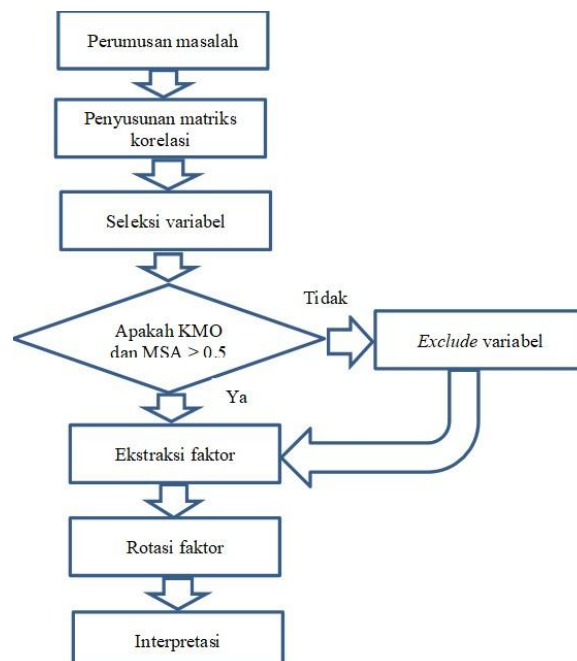 Perumusan masalah
Penyusunan matriks
korelasi
Seleksi variabel
Tidak
Apakah KMO
dan MSA > 0.5
Exclude variabel
Ya
Ekstraksi faktor
Rotasi faktor
Interpretasi